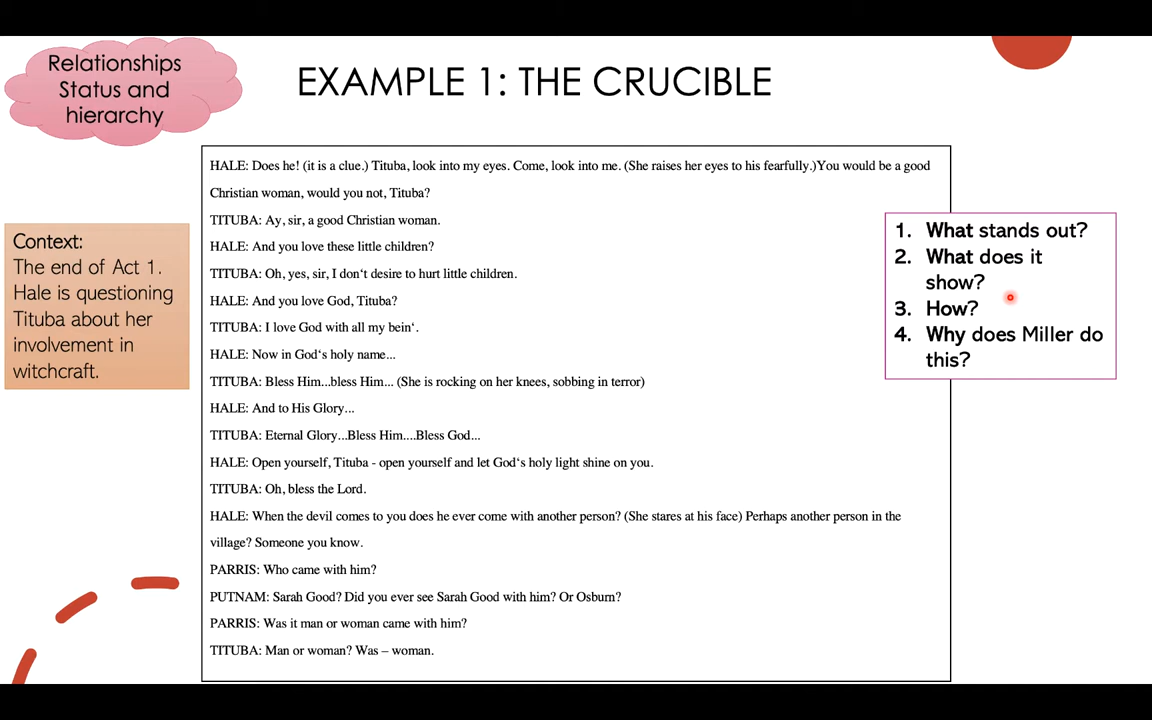 Relationships
Status and
hierarchy
EXAMPLE 1: THE CRUCIBLE
Context:
The end of Act 1.
Hale is questioning
Tituba about her
involvement in
witchcraft.
HALE: Does he! (it is a clue.) Tituba, look into my eyes. Come, look into me. (She raises her eyes to his fearfully.)You would be a good
Christian woman, would you not, Tituba?
TITUBA: Ay, sir, a good Christian woman.
HALE: And you love these little children?
TITUBA: Oh, yes, sir, I don‘t desire to hurt little children.
HALE: And you love God, Tituba?
TITUBA: I love God with all my bein‘.
HALE: Now in God‘s holy name...
TITUBA: Bless Him...bless Him... (She is rocking on her knees, sobbing in terror)
HALE: And to His Glory...
TITUBA: Eternal Glory...Bless Him....Bless God...
HALE: Open yourself, Tituba - open yourself and let God‘s holy light shine on you.
TITUBA: Oh, bless the Lord.
HALE: When the devil comes to you does he ever come with another person? (She stares at his face) Perhaps another person in the
village? Someone you know.
PARRIS: Who came with him?
PUTNAM: Sarah Good? Did you ever see Sarah Good with him? Or Osburn?
PARRIS: Was it man or woman came with him?
TITUBA: Man or woman? Was – woman.
1. What stands out?
2. What does it
show?
3. How?
4. Why does Miller do
this?